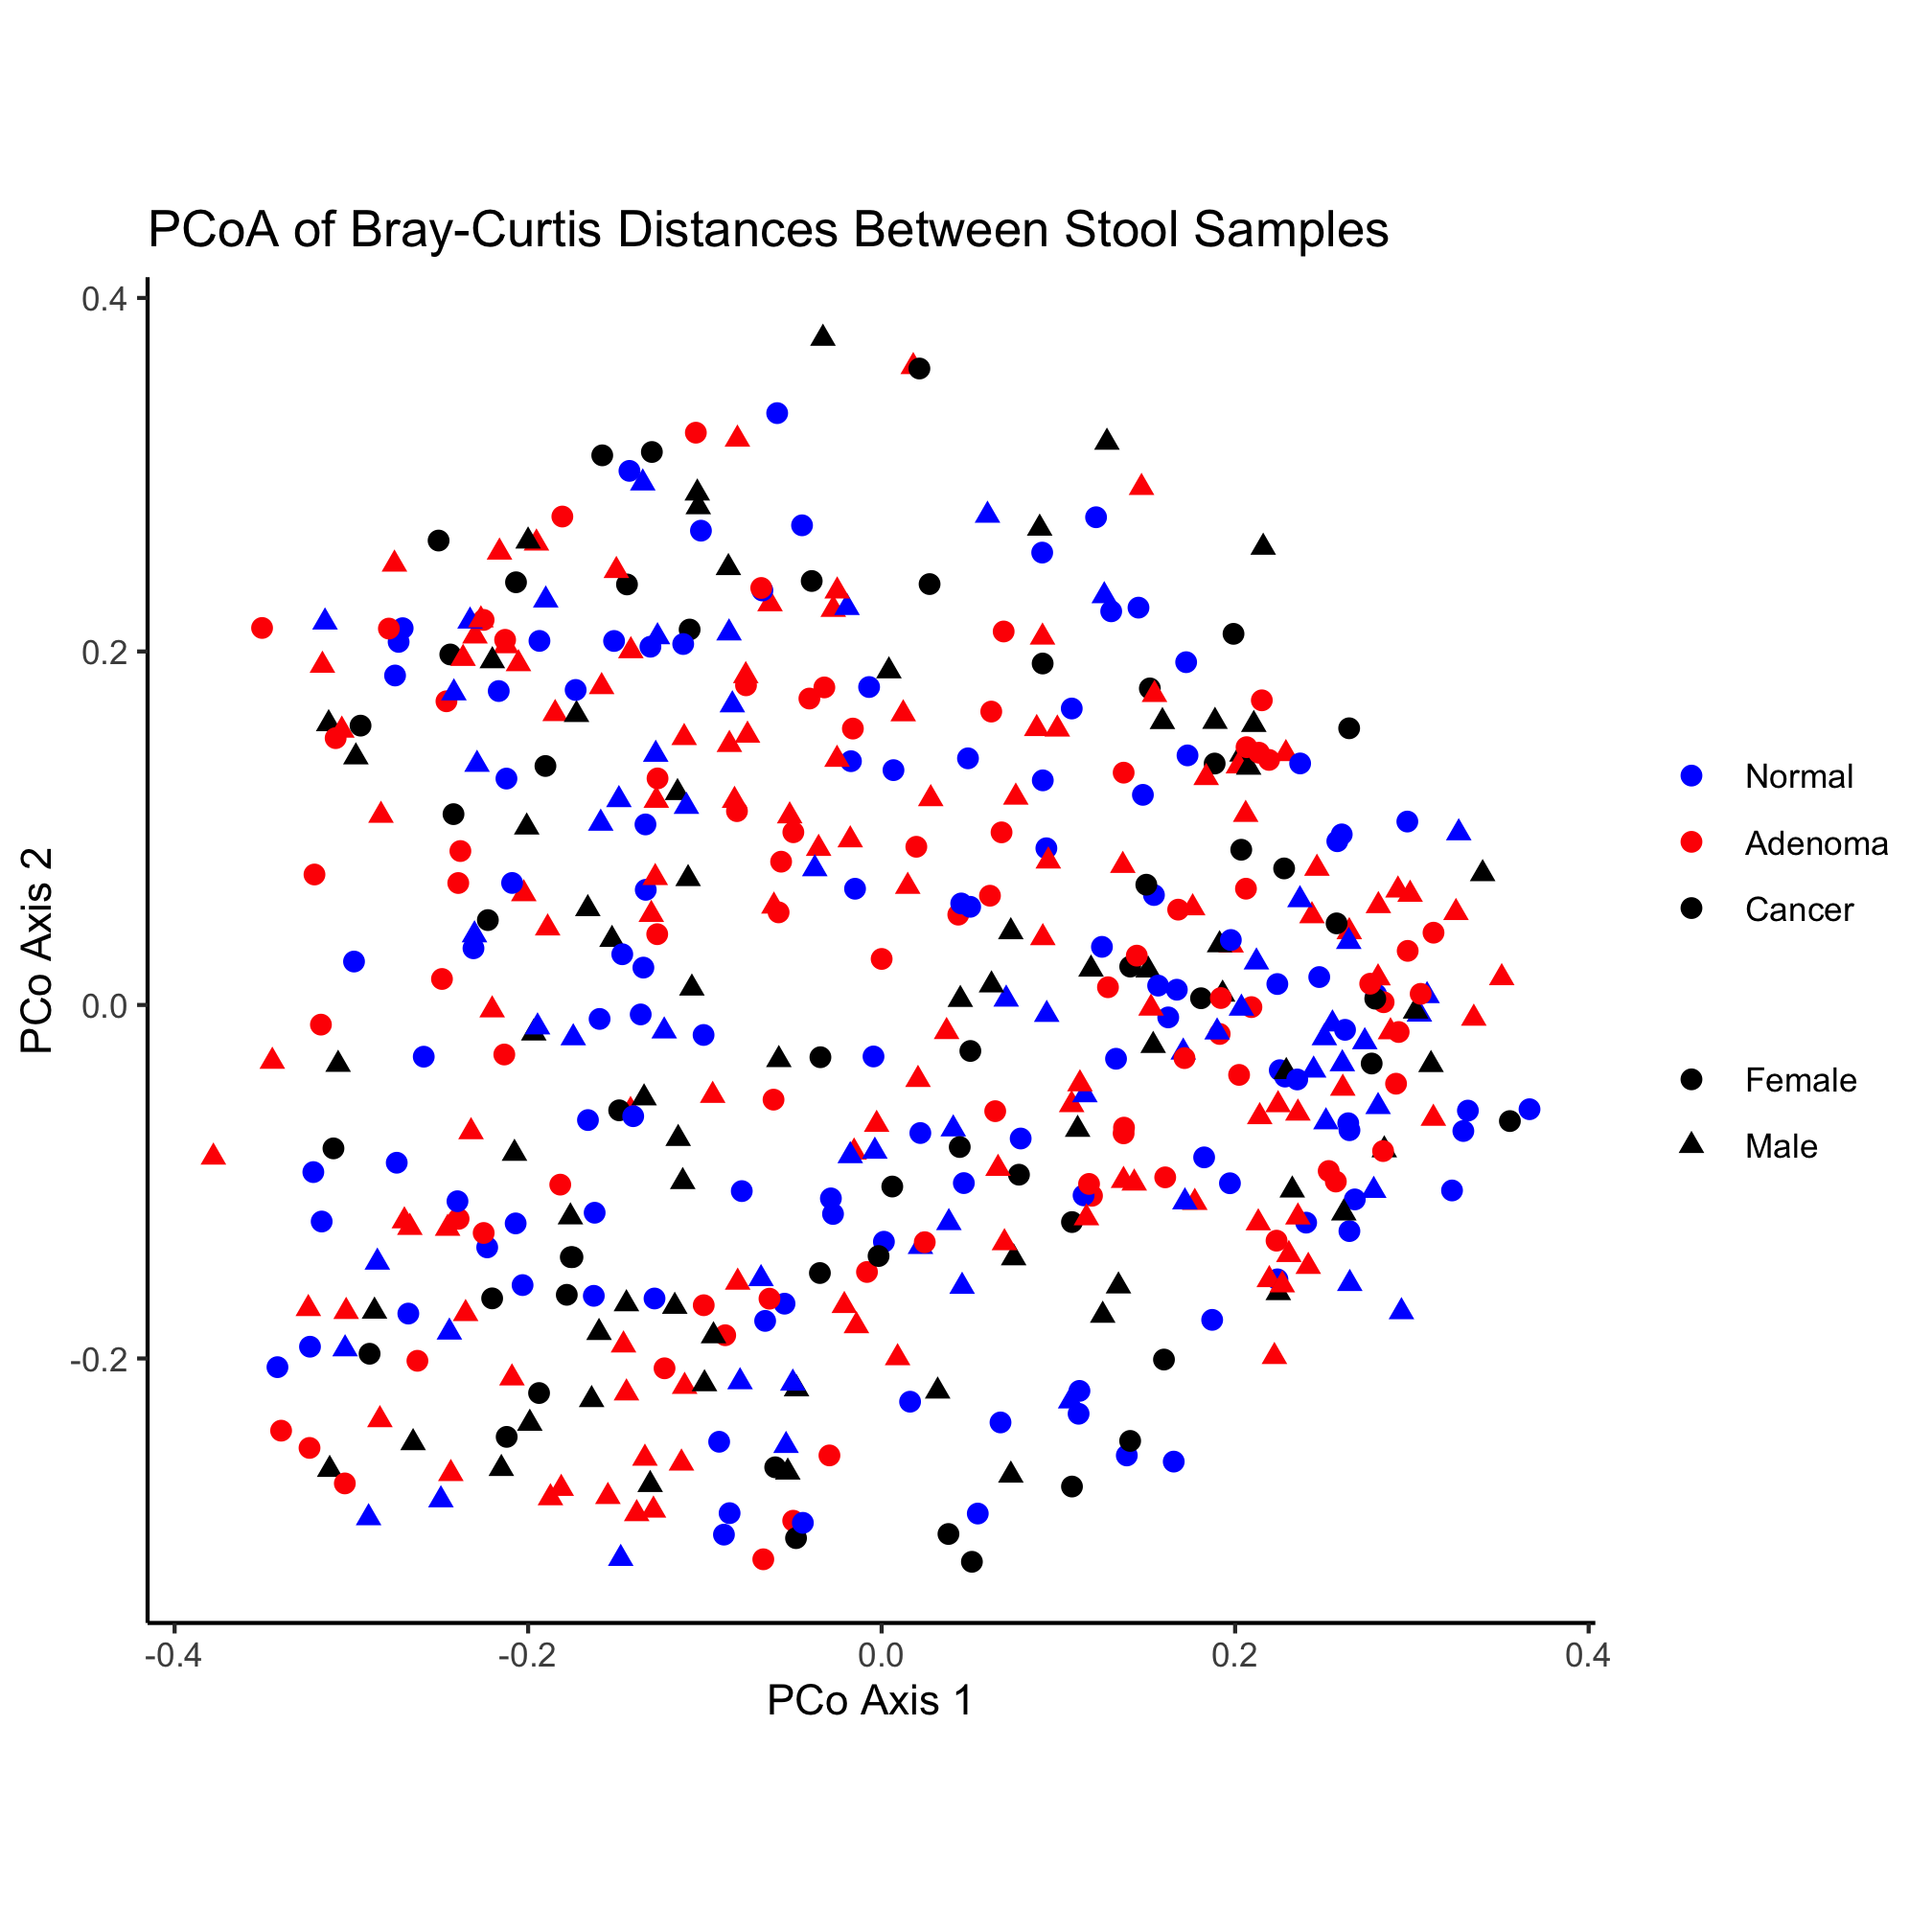 PCoA of Bray-Curtis Distances Between Stool Samples
0.4
0.2
0.0
-0.2
PCo Axis 2
-0.4
-0.2
0.0
0.2
0.4
PCo Axis 1
Normal
Adenoma
Cancer
Female
Male